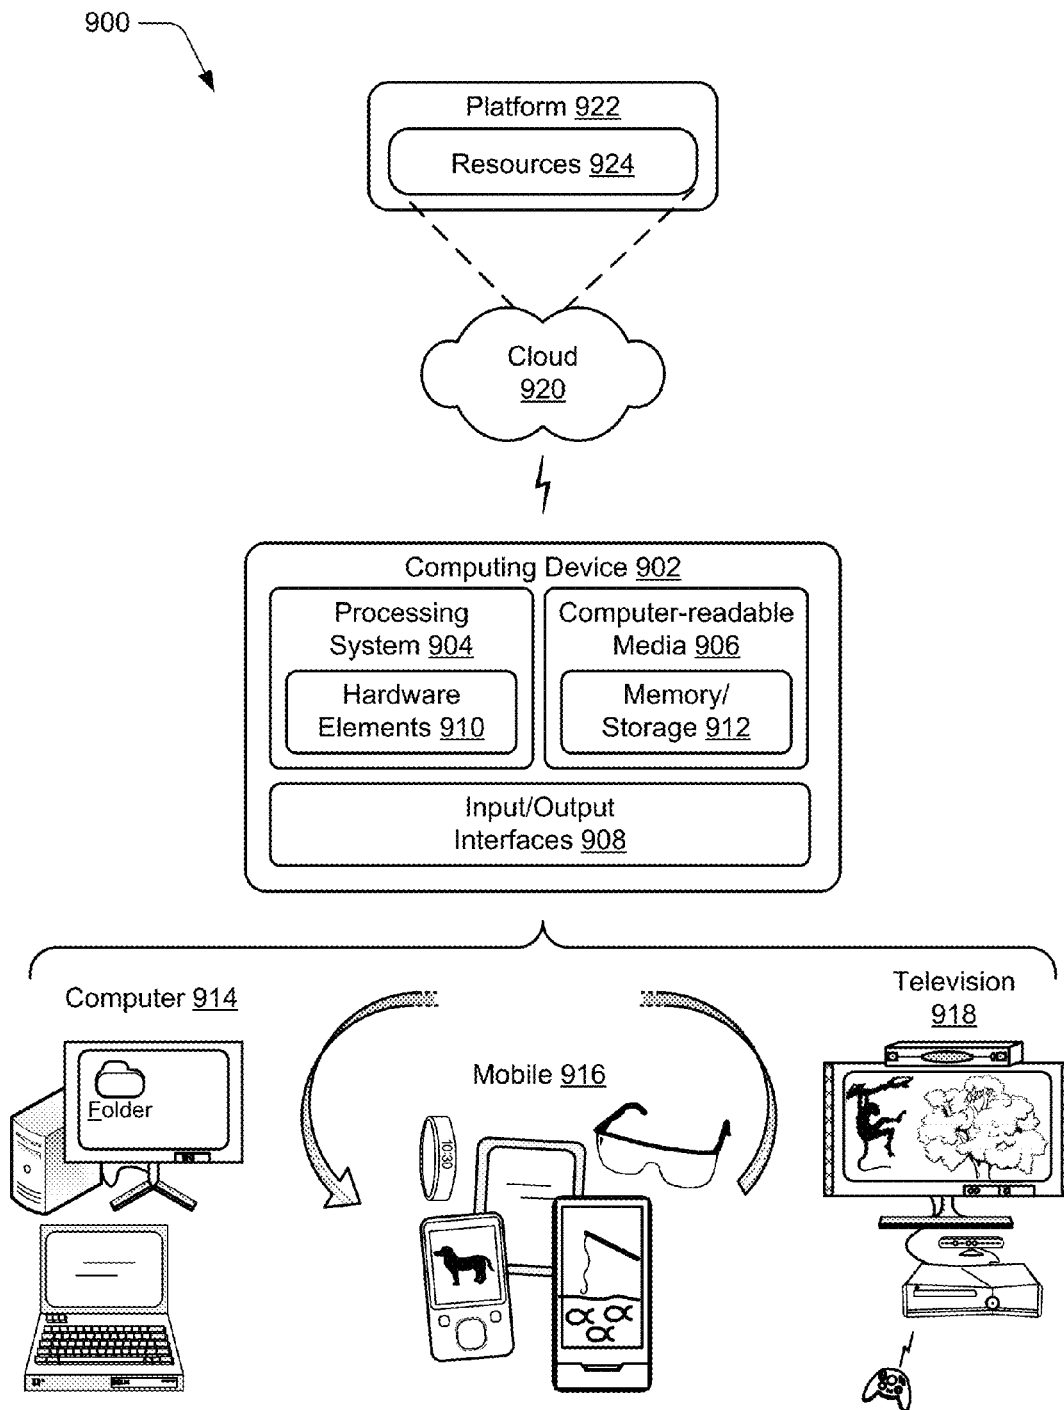 900
Platform 922
Resources 924
Cloud
920
Computing Device 902
Processing
System 904
Hardware
Elements 910
Computer-readable
Media 906
Memory/
Storage 912
Input/Output
Interfaces 908
Computer 914
Folder
Mobile 916
10:30
Television
918